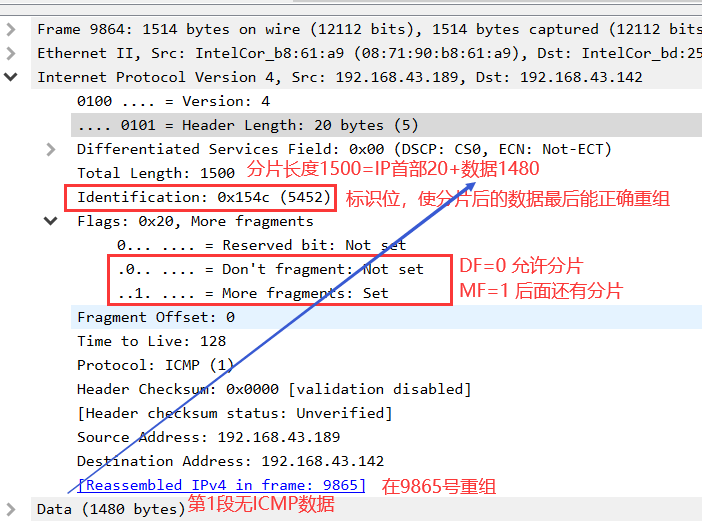 Frame 9864: 1514 bytes on wire (12112 bits), 1514 bytes captured (12112 bits
Ethernet II, Src: IntelCor_b8:61:a9 (08:71:90:b8:61:a9), Dst: IntelCor_bd:25
Internet Protocol Version 4, Src: 192.168.43.189, Dst: 192.168.43.142
0100 .... = Version: 4
.... 0101 = Header Length: 20 bytes (5)
Differentiated Services Field: 0x00 (DSCP: CS0, ECN: Not-ECT)
Total Length: 1500 分片长度1500=IP首部20+数据1480
Identification: 0x154c (5452) 标识位，使分片后的数据最后能正确重组
Flags: 0x20, More fragments
0... .... = Reserved bit: Not set
.0.. .... = Don't fragment: Not set DF=0 允许分片
..1. .... = More fragments: Set MF=1 后面还有分片
Fragment Offset: 0
Time to Live: 128
Protocol: ICMP (1)
Header Checksum: 0x0000 [validation disabled]
[Header checksum status: Unverified]
Source Address: 192.168.43.189
Destination Address: 192.168.43.142
[Reassembled IPv4 in frame: 9865] 在9865号重组
Data (1480 bytes) 第1段无ICMP数据